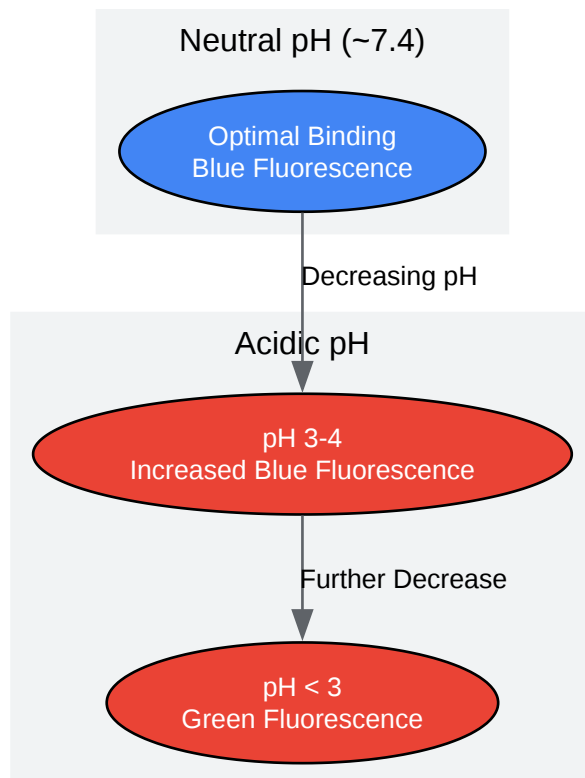 Neutral pH (~7.4)
Optimal Binding
Blue Fluorescence
Decreasing pH
Acidic pH
pH 3-4
Increased Blue Fluorescence
Further Decrease
pH < 3
Green Fluorescence